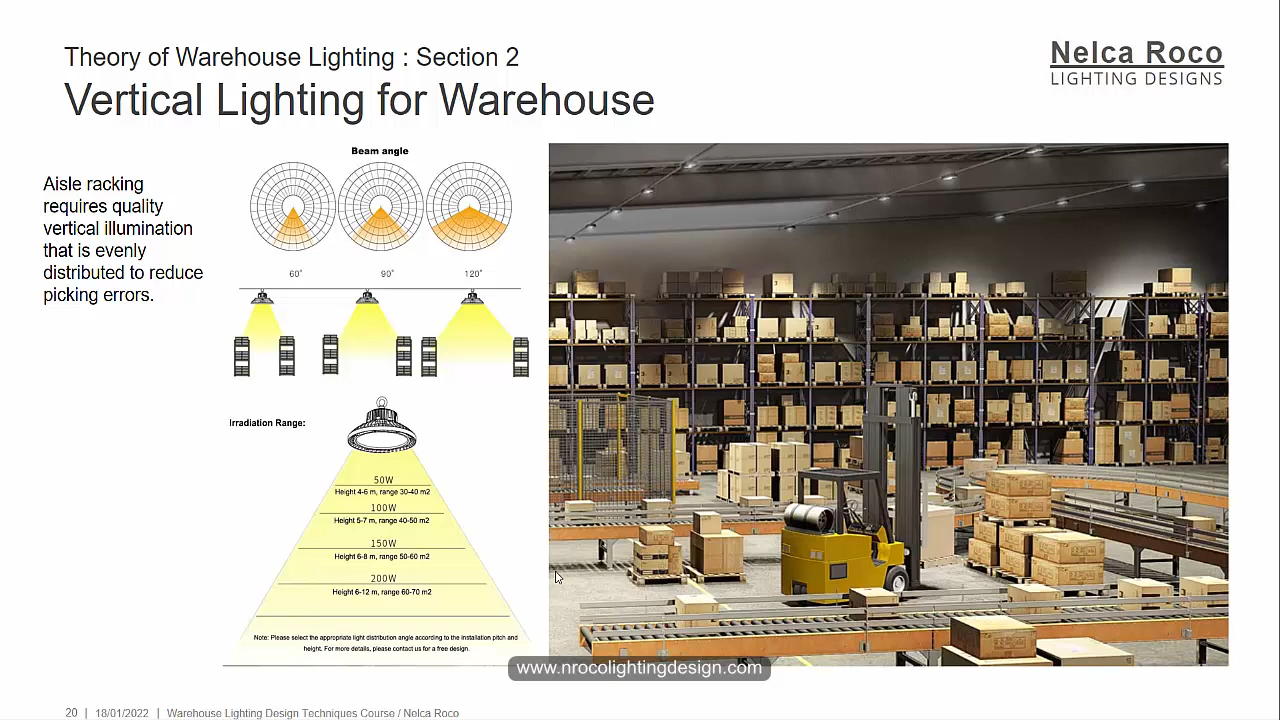 Theory of Warehouse Lighting : Section 2
Vertical Lighting for Warehouse
Nelca Roco
LIGHTING DESIGNS
Aisle racking
requires quality
vertical illumination
that is evenly
distributed to reduce
picking errors.
Beam angle
60° 90° 120°
Irradiation Range:
50W
Height 4-6 m, range 30-40 m2
100W
Height 5-7 m, range 40-50 m2
150W
Height 6-8 m, range 50-60 m2
200W
Height 6-12 m, range 60-70 m2
Note: Please select the appropriate light distribution angle according to the installation pitch and
height. For more details, please contact us for a free design.
www.nrocolightingdesign.com
20 | 18/01/2022 | Warehouse Lighting Design Techniques Course / Nelca Roco